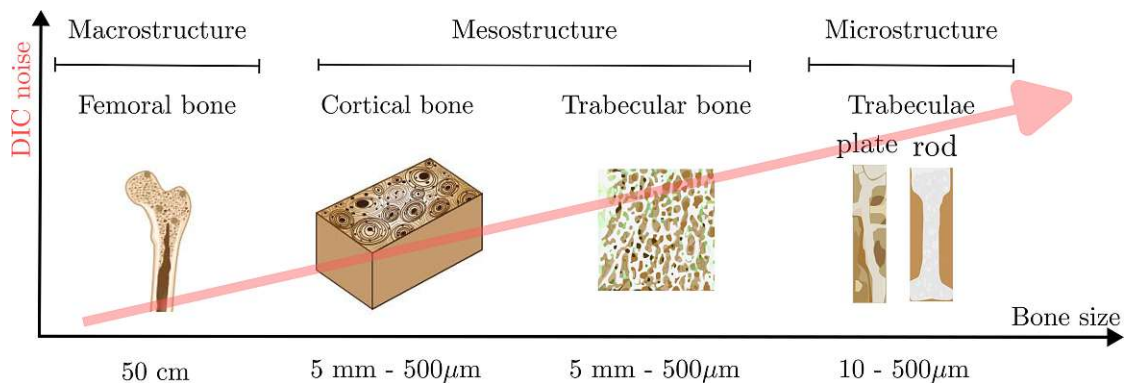 Macrostructure
Mesostructure
Microstructure
DIC noise
Femoral bone
Cortical bone
Trabecular bone
Trabeculae
plate
rod
Bone size
50 cm
5 mm - 500μm
5 mm - 500μm
10 - 500μm